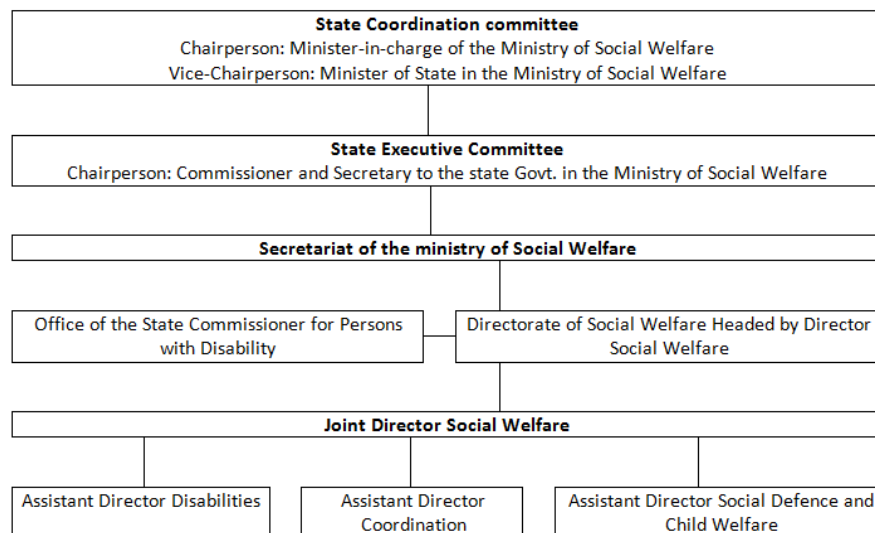 State Coordination committee
Chairperson: Minister-in-charge of the Ministry of Social Welfare
Vice-Chairperson: Minister of State in the Ministry of Social Welfare
State Executive Committee
Chairperson: Commissioner and Secretary to the state Govt. in the Ministry of Social Welfare
Secretariat of the ministry of Social Welfare
Office of the State Commissioner for Persons
with Disability
Directorate of Social Welfare Headed by Director
Social Welfare
Joint Director Social Welfare
Assistant Director Disabilities
Assistant Director
Coordination
Assistant Director Social Defence and
Child Welfare